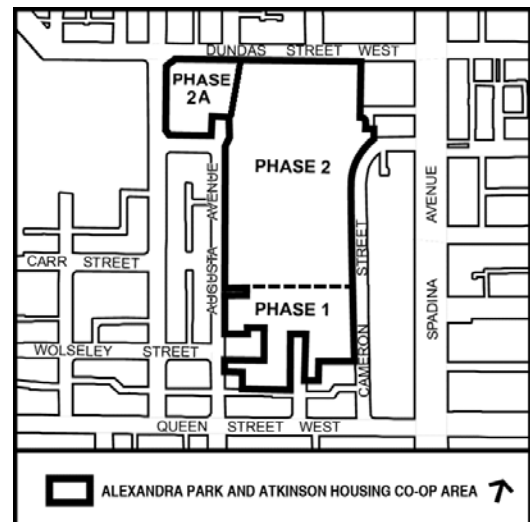 DUNDAS STREET WEST
PHASE
2A
PHASE 2
AUGUSTA AVENUE
SPADINA AVENUE
CARR STREET
CAMERON STREET
PHASE 1
WOLSELEY STREET
QUEEN STREET WEST
ALEXANDRA PARK AND ATKINSON HOUSING CO-OP AREA